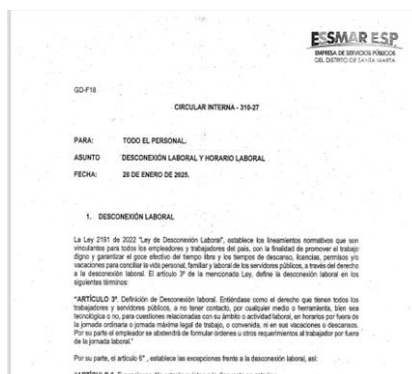 ESSMAR ESP
EMPRESA DE SERVICIOS PÚBLICOS
DEL DISTRITO DE SANTA MARTA
GD-F18
CIRCULAR INTERNA - 310-27
PARA: TODO EL PERSONAL.
ASUNTO DESCONEXIÓN LABORAL Y HORARIO LABORAL
FECHA: 28 DE ENERO DE 2025.
1. DESCONEXIÓN LABORAL
La Ley 2191 de 2022 "Ley de Desconexión Laboral", establece los lineamientos normativos que son
vinculantes para todos los empleadores y trabajadores del país, con la finalidad de promover el trabajo
digno y garantizar el goce efectivo del tiempo libre y los tiempos de descanso, licencias, permisos y/o
vacaciones para conciliar la vida personal, familiar y laboral de los servidores públicos, a través del derecho
a la desconexión laboral. El artículo 3º de la mencionada Ley, define la desconexión laboral en los
siguientes términos:
"ARTÍCULO 3º. Definición de Desconexión laboral. Entiéndase como el derecho que tienen todos los
trabajadores y servidores públicos, a no tener contacto, por cualquier medio o herramienta, bien sea
tecnológica o no, para cuestiones relacionadas con su ámbito o actividad laboral, en horarios por fuera de
la jornada ordinaria o jornada máxima legal de trabajo, o convenida, ni en sus vacaciones o descansos.
Por su parte el empleador se abstendrá de formular órdenes u otros requerimientos al trabajador por fuera
de la jornada laboral."
Por su parte, el artículo 6º, establece las excepciones frente a la desconexión laboral, así: